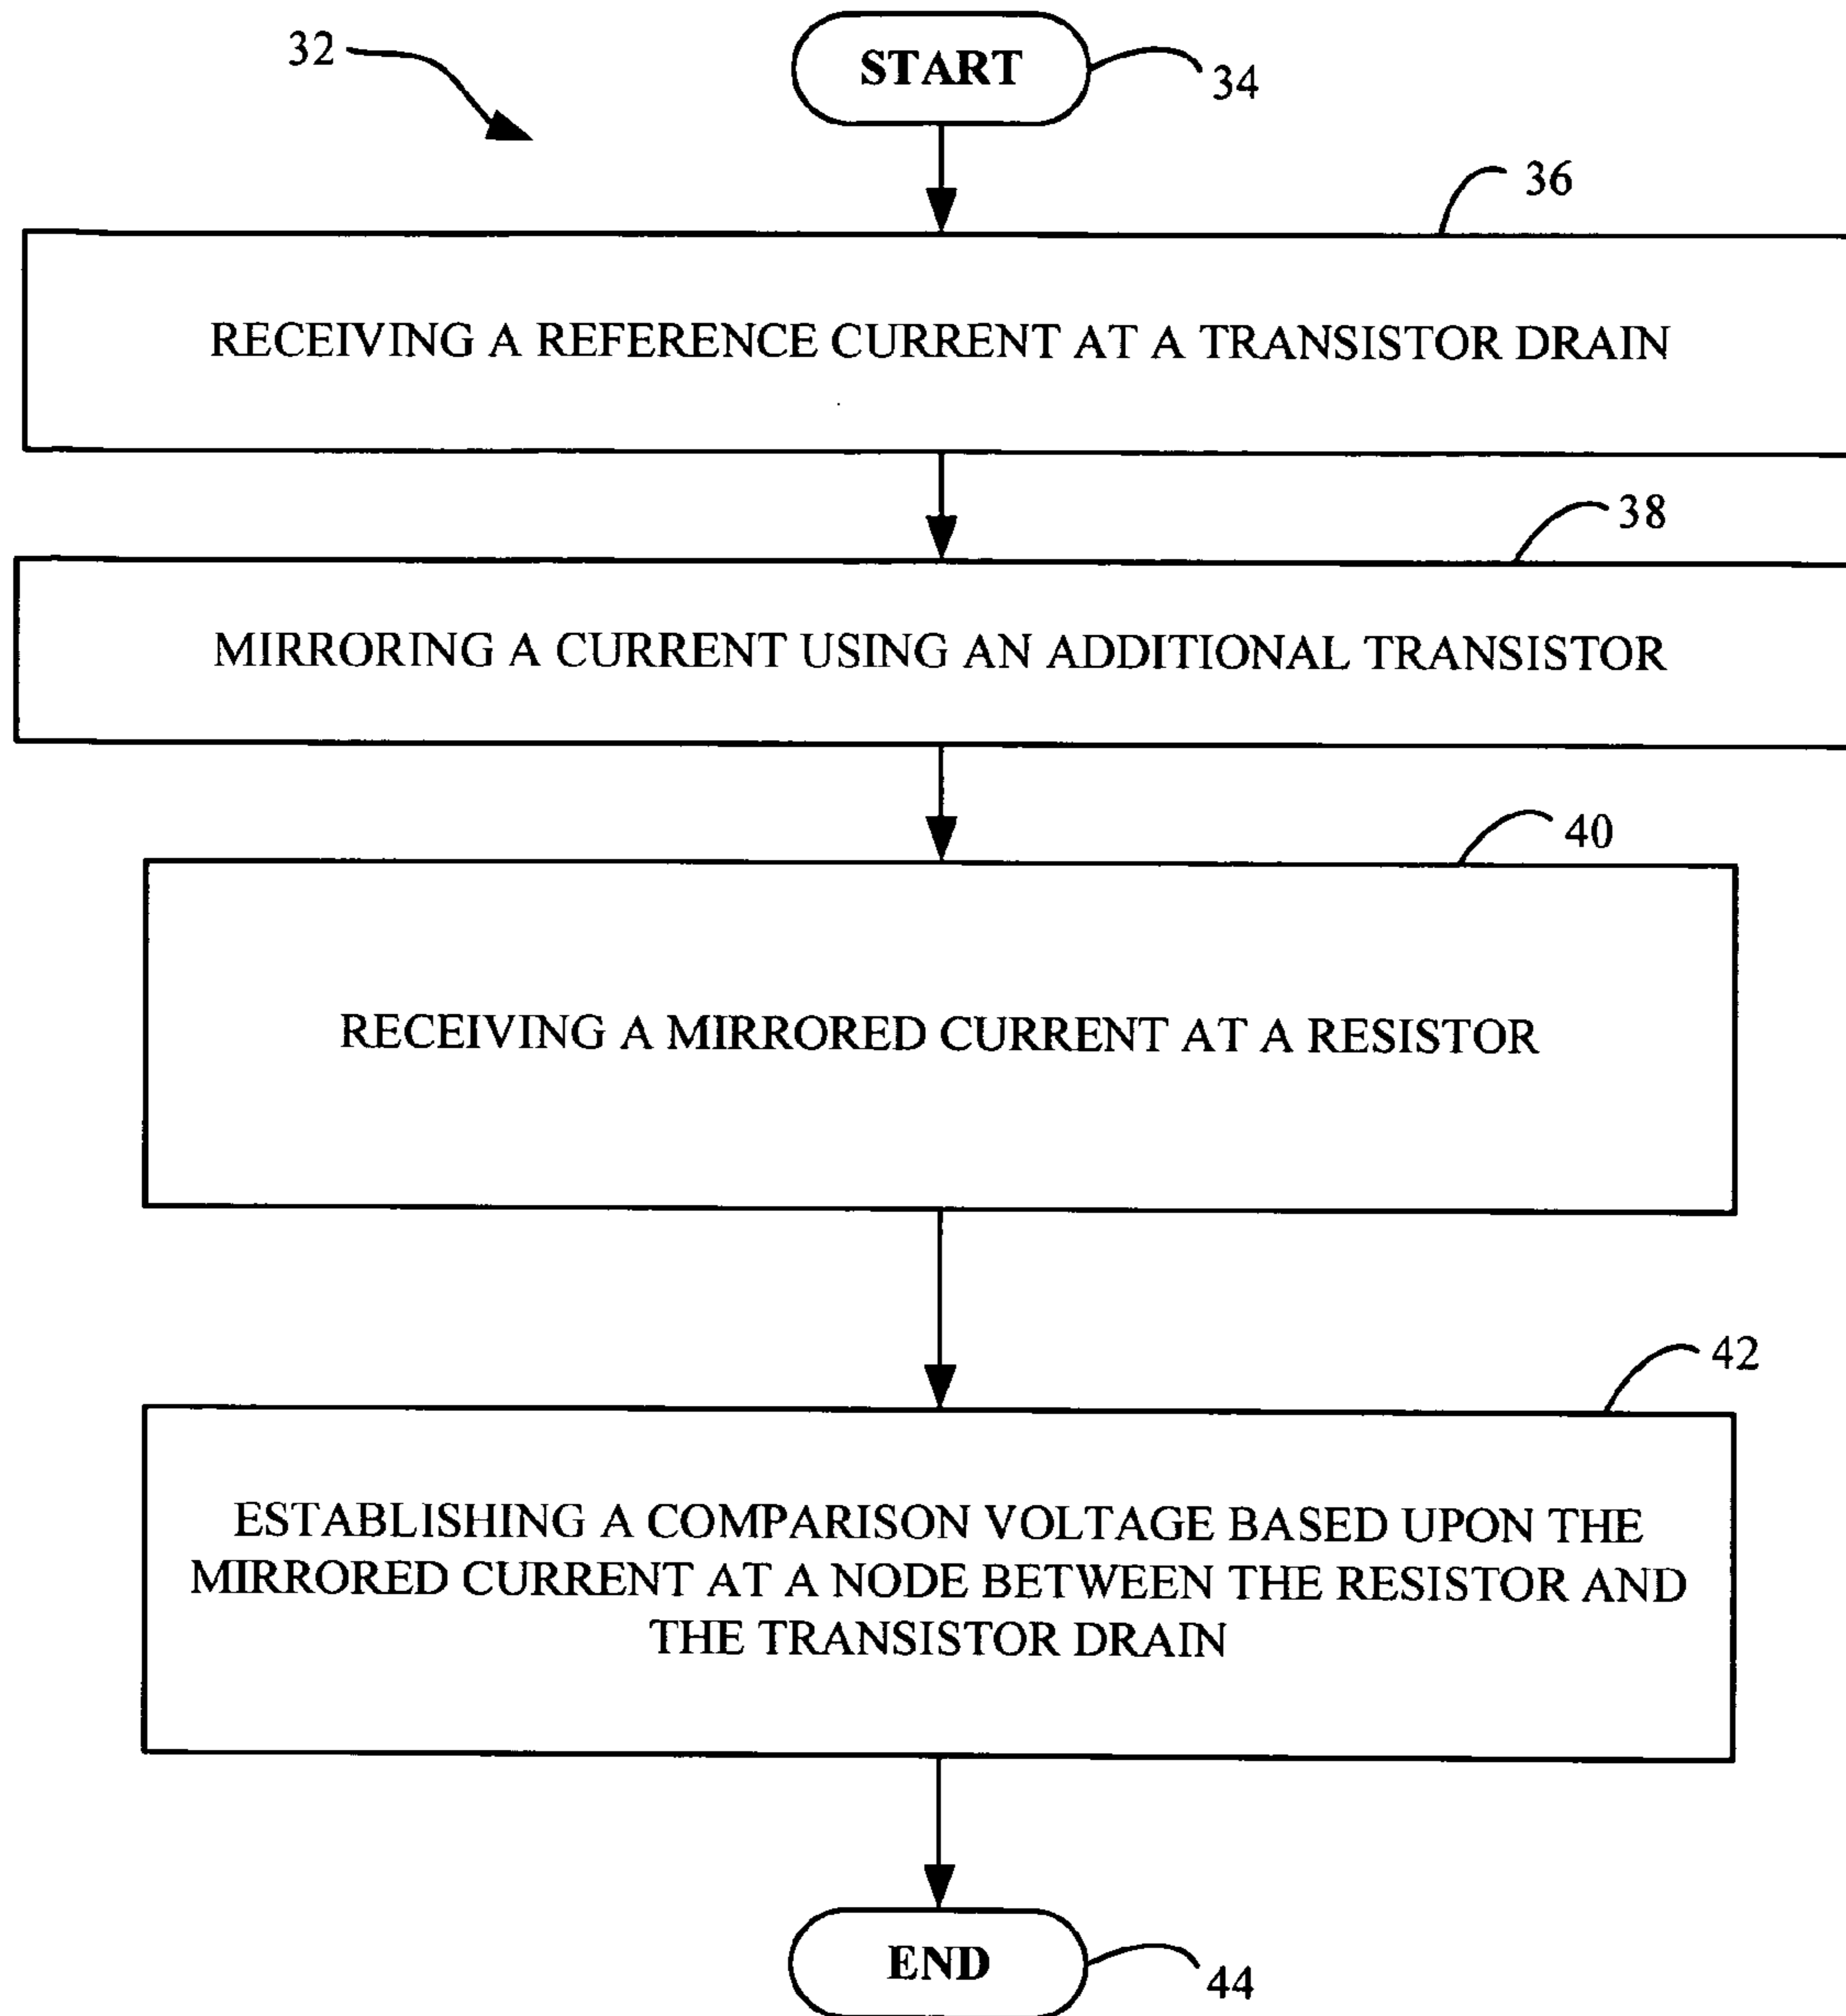 32
START
34
36
RECEIVING A REFERENCE CURRENT AT A TRANSISTOR DRAIN
38
MIRRORING A CURRENT USING AN ADDITIONAL TRANSISTOR
40
RECEIVING A MIRRORED CURRENT AT A RESISTOR
42
ESTABLISHING A COMPARISON VOLTAGE BASED UPON THE
MIRRORED CURRENT AT A NODE BETWEEN THE RESISTOR AND
THE TRANSISTOR DRAIN
END
44